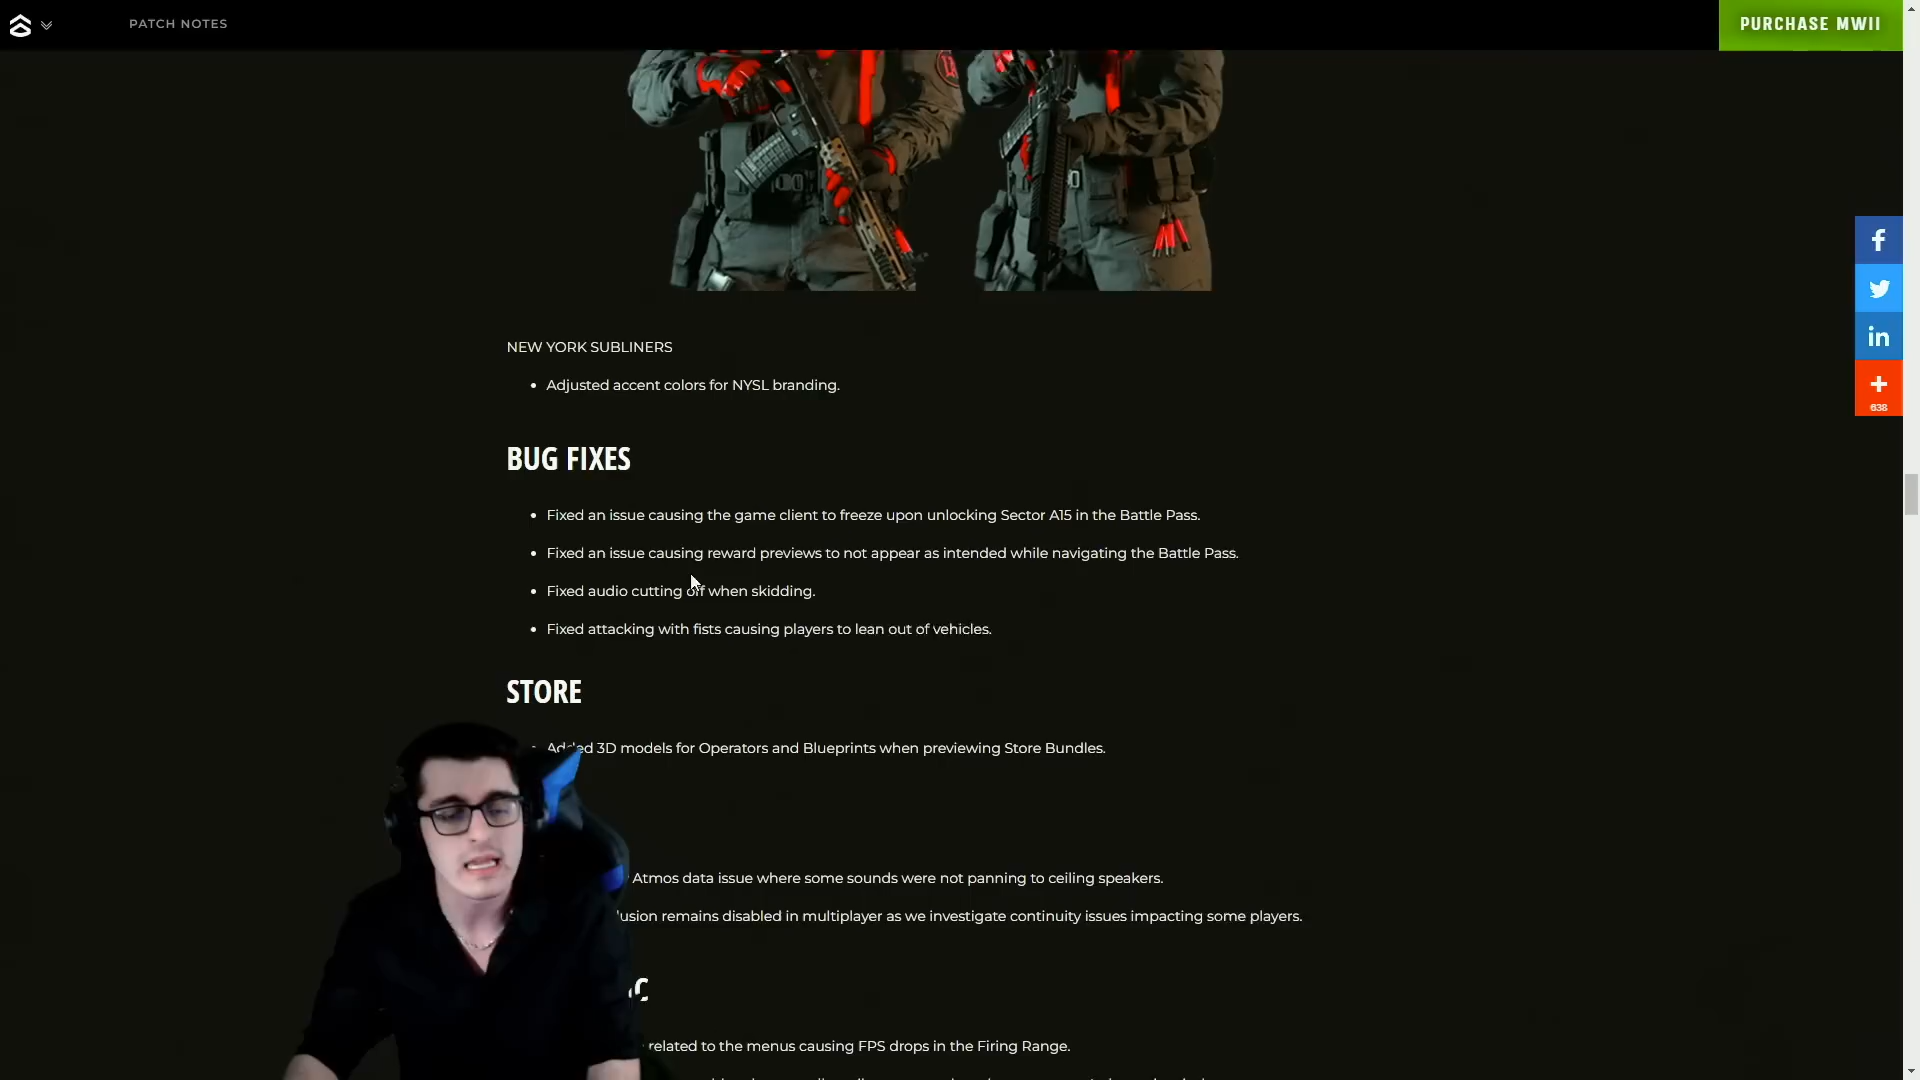 PATCH NOTES
PURCHASE MWII
NEW YORK SUBLINERS
• Adjusted accent colors for NYSL branding.
BUG FIXES
• Fixed an issue causing the game client to freeze upon unlocking Sector A15 in the Battle Pass.
• Fixed an issue causing reward previews to not appear as intended while navigating the Battle Pass.
• Fixed audio cutting off when skidding.
• Fixed attacking with fists causing players to lean out of vehicles.
STORE
• Added 3D models for Operators and Blueprints when previewing Store Bundles.
Atmos data issue where some sounds were not panning to ceiling speakers.
lusion remains disabled in multiplayer as we investigate continuity issues impacting some players.
C
related to the menus causing FPS drops in the Firing Range.
638